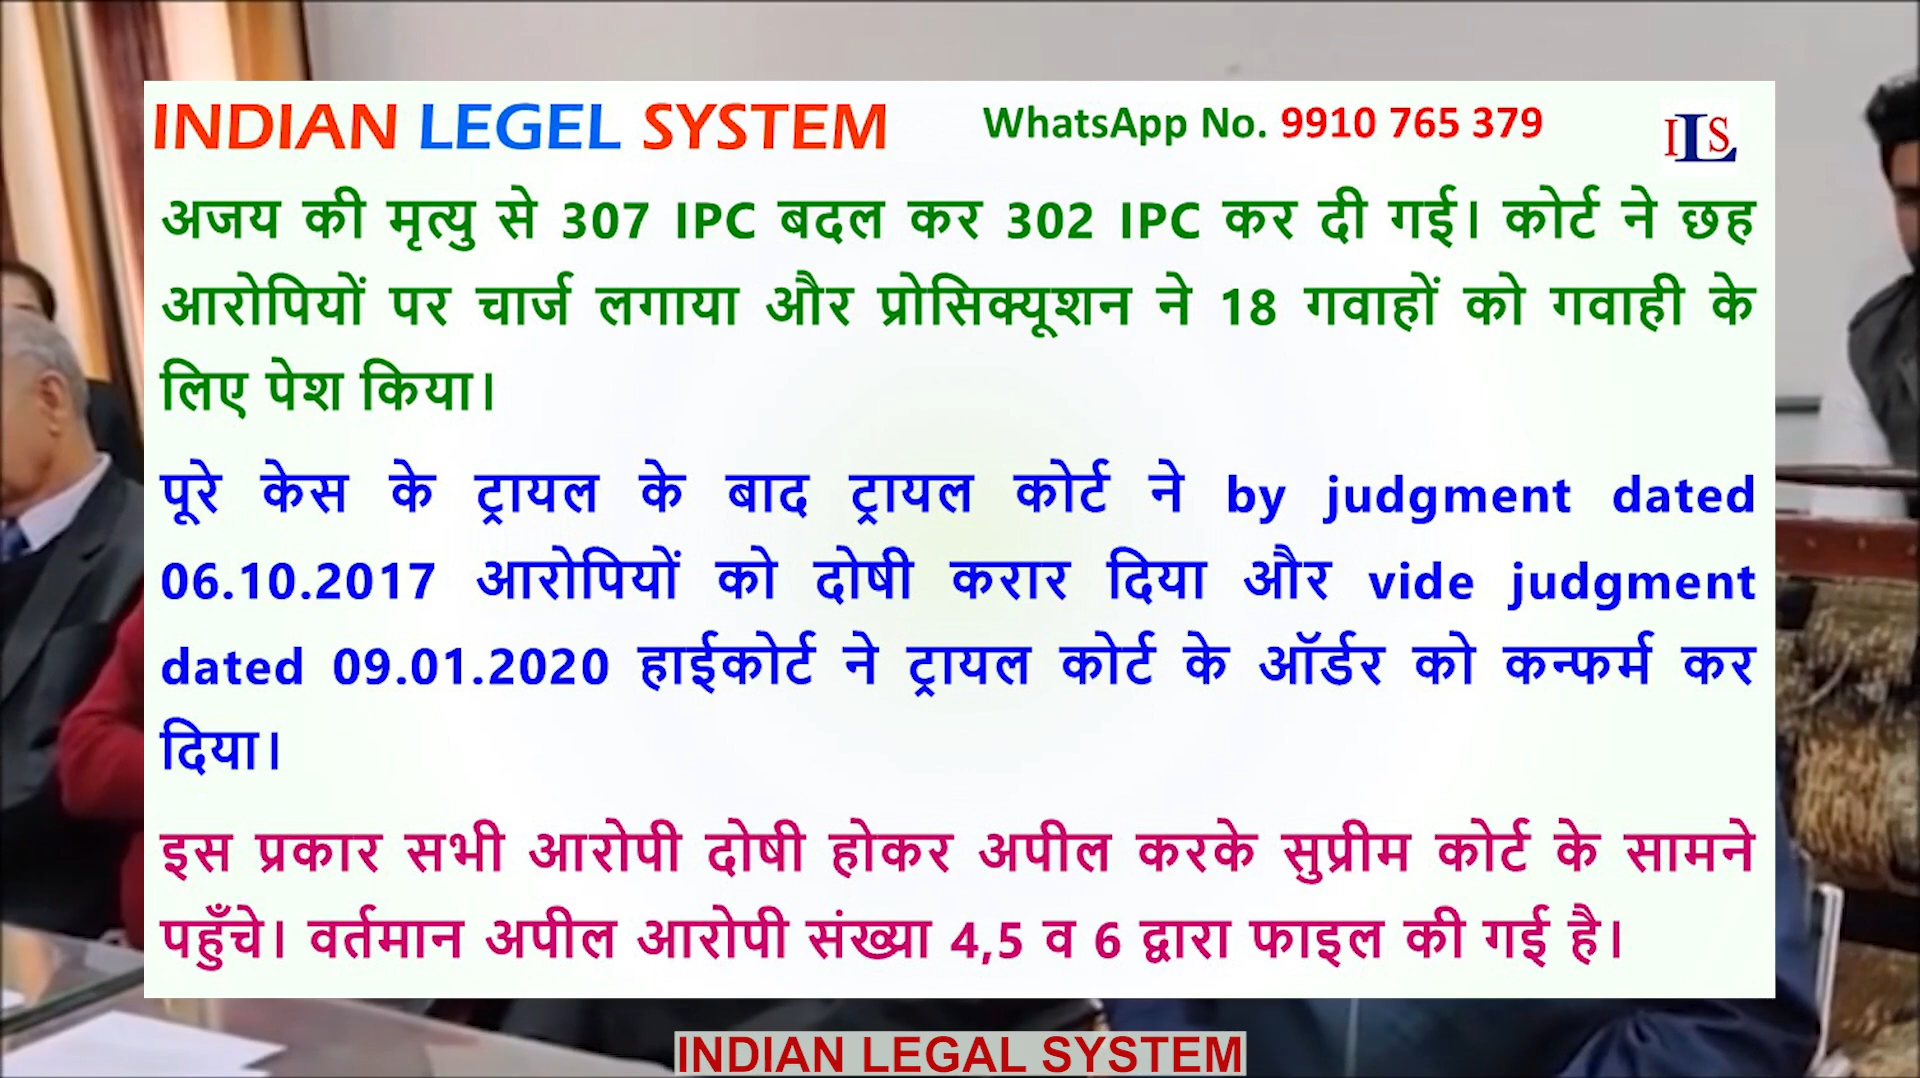 INDIAN LEGEL SYSTEM WhatsApp No. 9910 765 379 ILS
अजय की मृत्यु से 307 IPC बदल कर 302 IPC कर दी गई। कोर्ट ने छह
आरोपियों पर चार्ज लगाया और प्रोसिक्यूशन ने 18 गवाहों को गवाही के
लिए पेश किया।
पूरे केस के ट्रायल के बाद ट्रायल कोर्ट ने by judgment dated
06.10.2017 आरोपियों को दोषी करार दिया और vide judgment
dated 09.01.2020 हाईकोर्ट ने ट्रायल कोर्ट के ऑर्डर को कन्फर्म कर
दिया।
इस प्रकार सभी आरोपी दोषी होकर अपील करके सुप्रीम कोर्ट के सामने
पहुँचे। वर्तमान अपील आरोपी संख्या 4,5 व 6 द्वारा फाइल की गई है।
INDIAN LEGAL SYSTEM